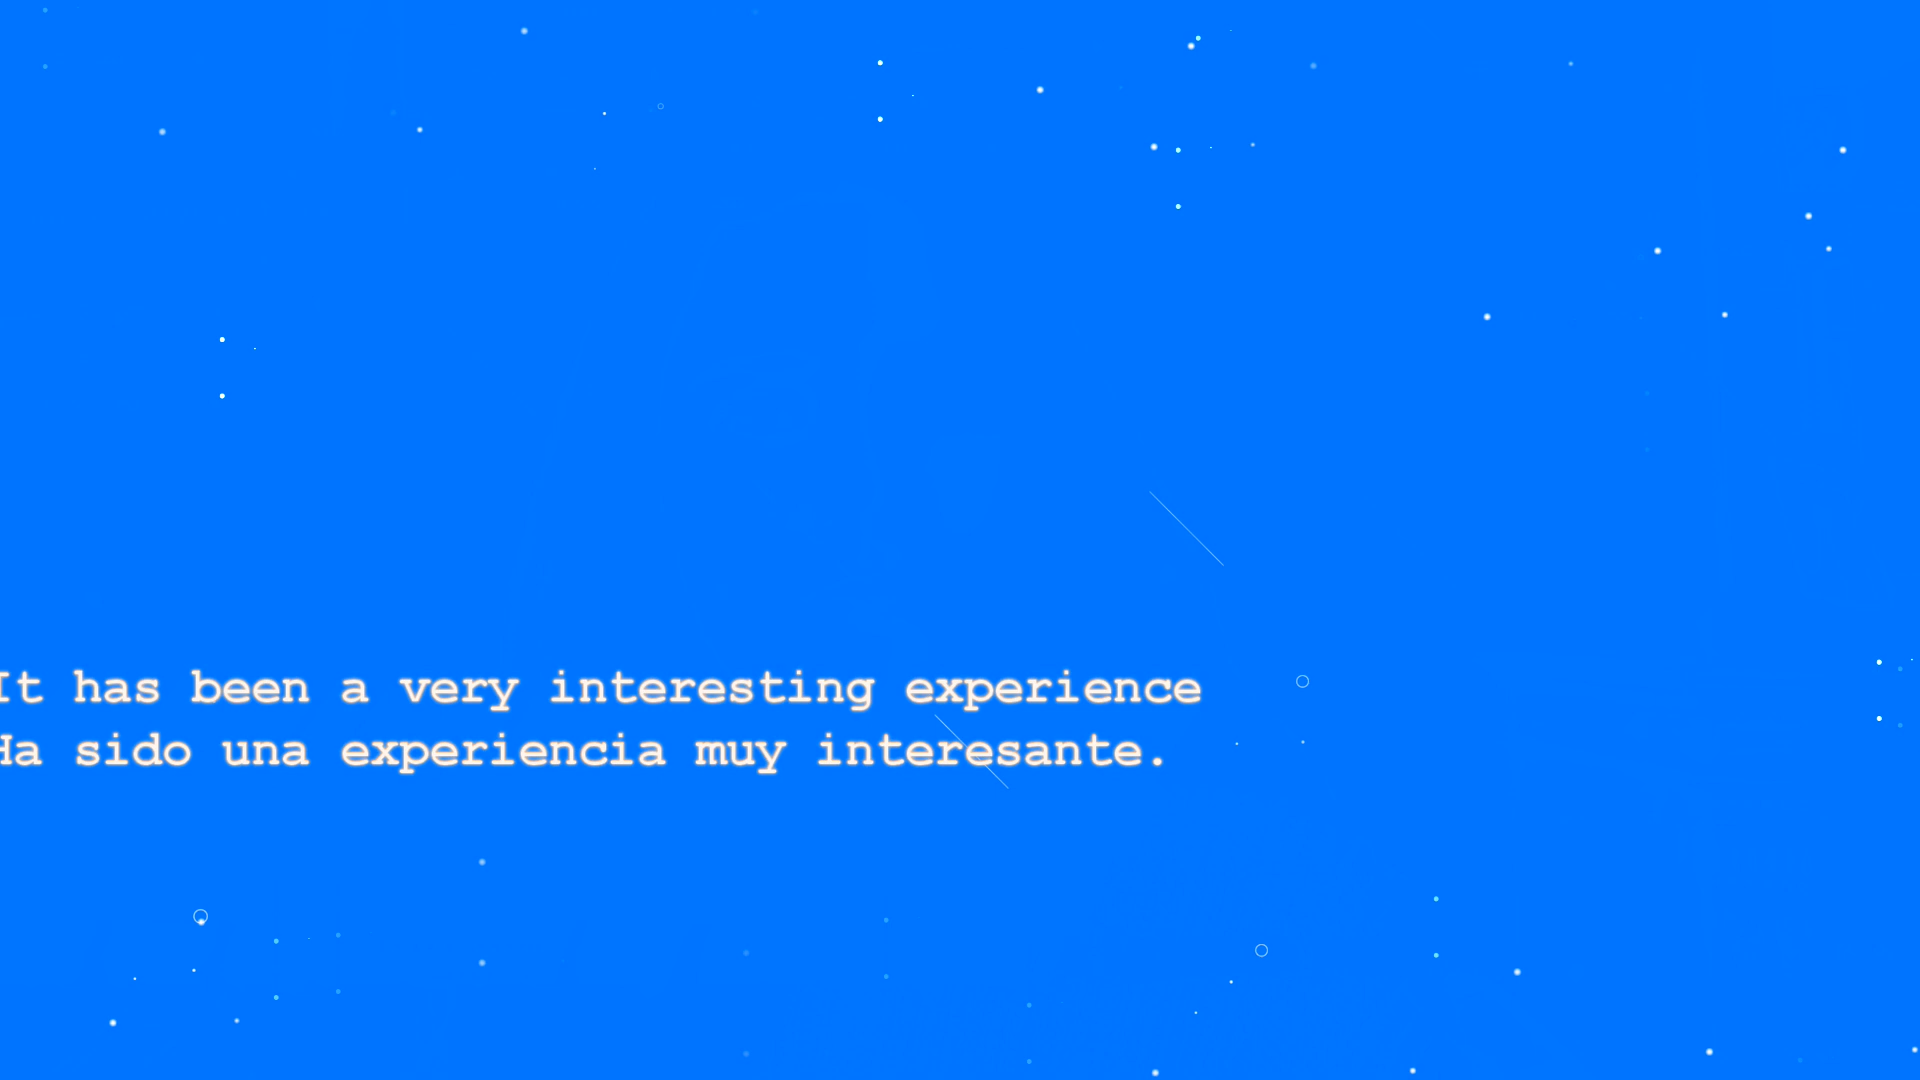 It has been a very interesting experience
Ha sido una experiencia muy interesante.